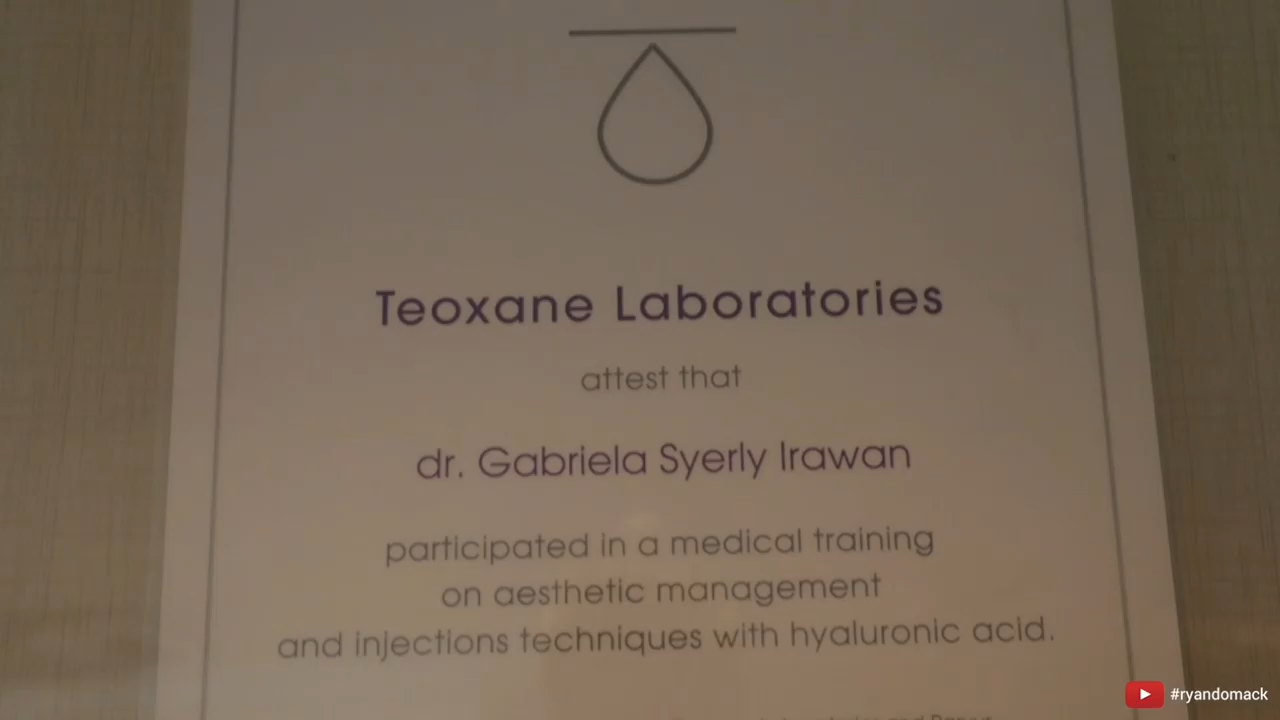 Teoxane Laboratories
attest that
dr. Gabriela Syerly Irawan
participated in a medical training
on aesthetic management
and injections techniques with hyaluronic acid.
#ryandomack